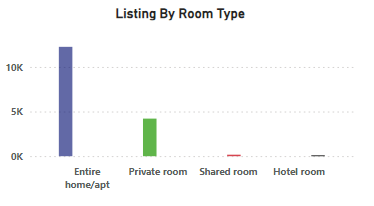 Listing By Room Type
10K
5K
0K
Entire
home/apt
Private room
Shared room
Hotel room